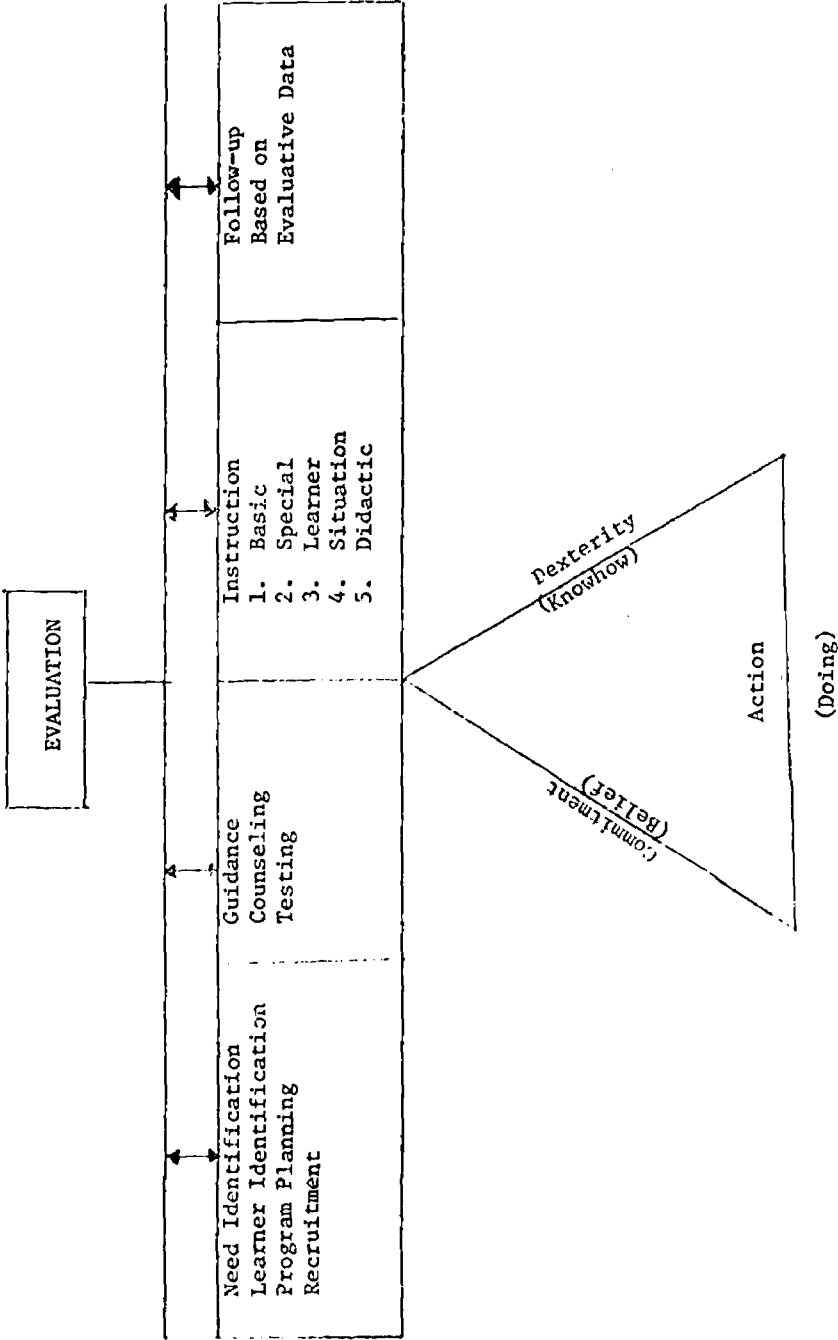 EVALUATION
Need Identification
Learner Identification
Program Planning
Recruitment
Guidance
Counseling
Testing
Instruction
1. Basic
2. Special
3. Learner
4. Situation
5. Didactic
Follow-up
Based on
Evaluative Data
Commitment
(Belief)
Dexterity
(Knowhow)
Action
(Doing)